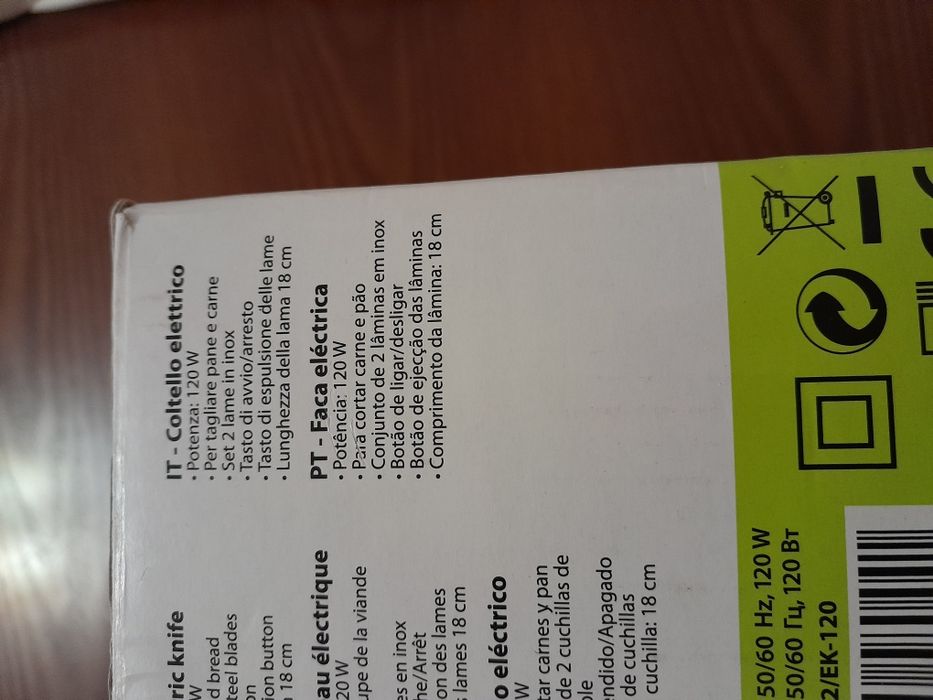 IT - Coltello elettrico
• Potenza: 120 W
• Per tagliare pane e carne
• Set 2 lame in inox
• Tasto di avvio/arresto
• Tasto di espulsione delle lame
• Lunghezza della lama 18 cm
PT - Faca eléctrica
• Potência: 120 W
• Para cortar carne e pão
• Conjunto de 2 lâminas em inox
• Botão de ligar/desligar
• Botão de ejecção das lâminas
• Comprimento da lâmina: 18 cm
ric knife
W
d bread
teel blades
on
ion button
18 cm
au électrique
20 W
upe de la viande
es en inox
he/Arrêt
on des lames
lames 18 cm
o eléctrico
W
tar carnes y pan
de 2 cuchillas de
ble
endido/Apagado
de cuchillas
cuchilla: 18 cm
50/60 Hz, 120 W
50/60 Гц, 120 Вт
2/EK-120